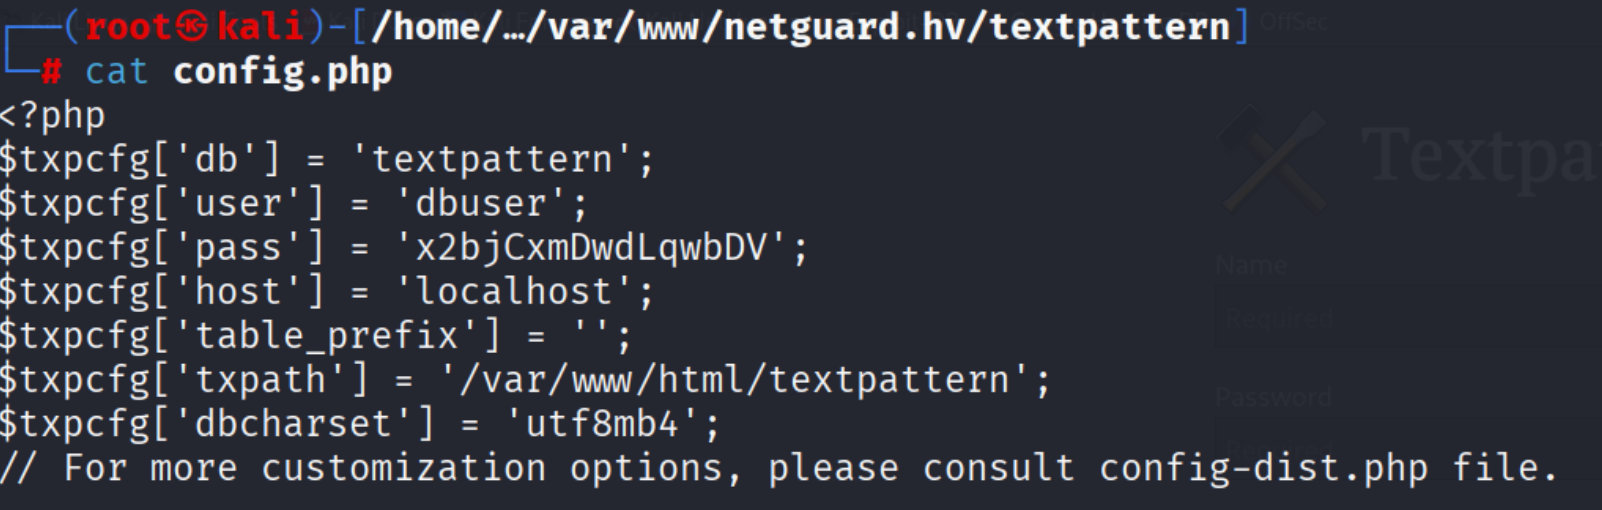 (root㉿kali)-[/home/…/var/www/netguard.hv/textpattern]
# cat config.php
<?php
$txpcfg['db'] = 'textpattern';
$txpcfg['user'] = 'dbuser';
$txpcfg['pass'] = 'x2bjCxmDwdLqwbDV';
$txpcfg['host'] = 'localhost';
$txpcfg['table_prefix'] = '';
$txpcfg['txpath'] = '/var/www/html/textpattern';
$txpcfg['dbcharset'] = 'utf8mb4';
// For more customization options, please consult config-dist.php file.
OffSec
Textpa
Name
Required
Password